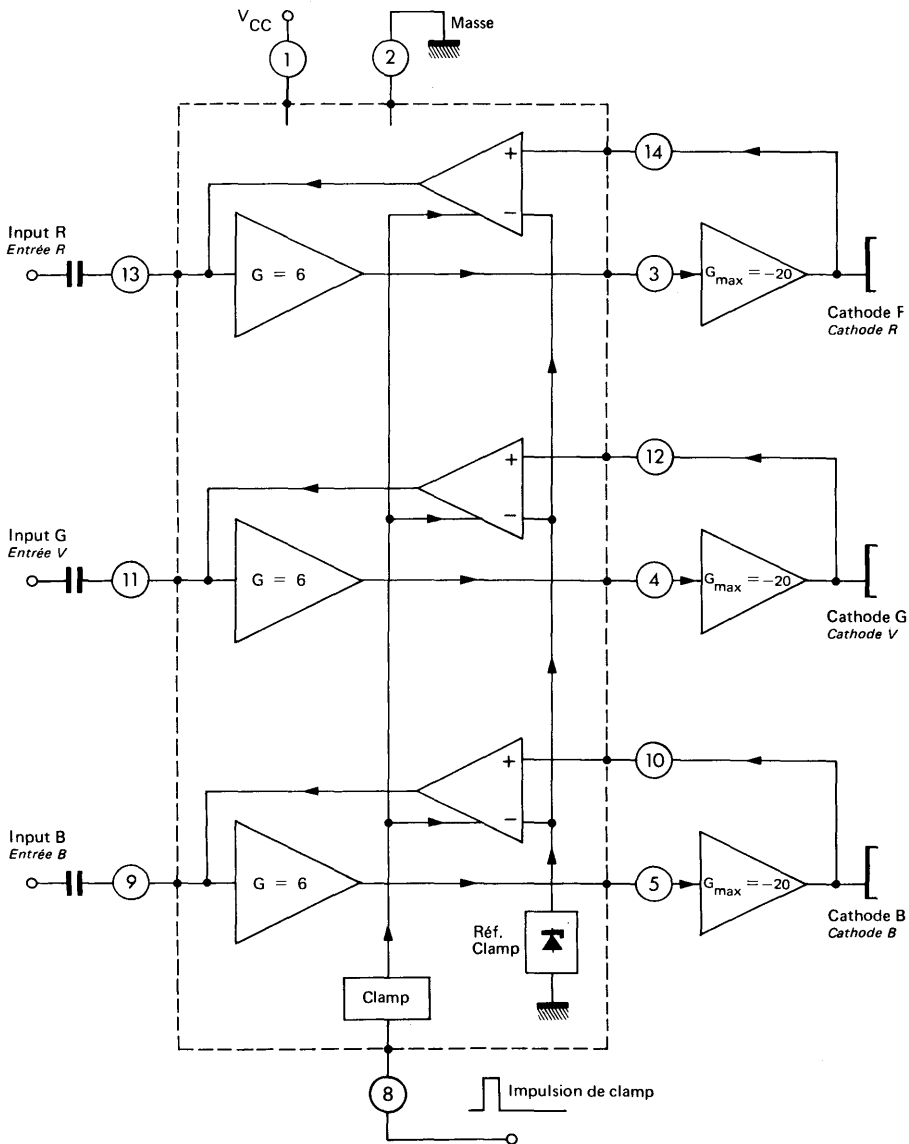 V_CC
1
2
Masse
+
14
−
Input R
Entrée R
13
G = 6
3
G_max = −20
Cathode F
Cathode R
+
12
−
Input G
Entrée V
11
G = 6
4
G_max = −20
Cathode G
Cathode V
+
10
−
Input B
Entrée B
9
G = 6
5
G_max = −20
Cathode B
Cathode B
Réf.
Clamp
Clamp
8
Impulsion de clamp